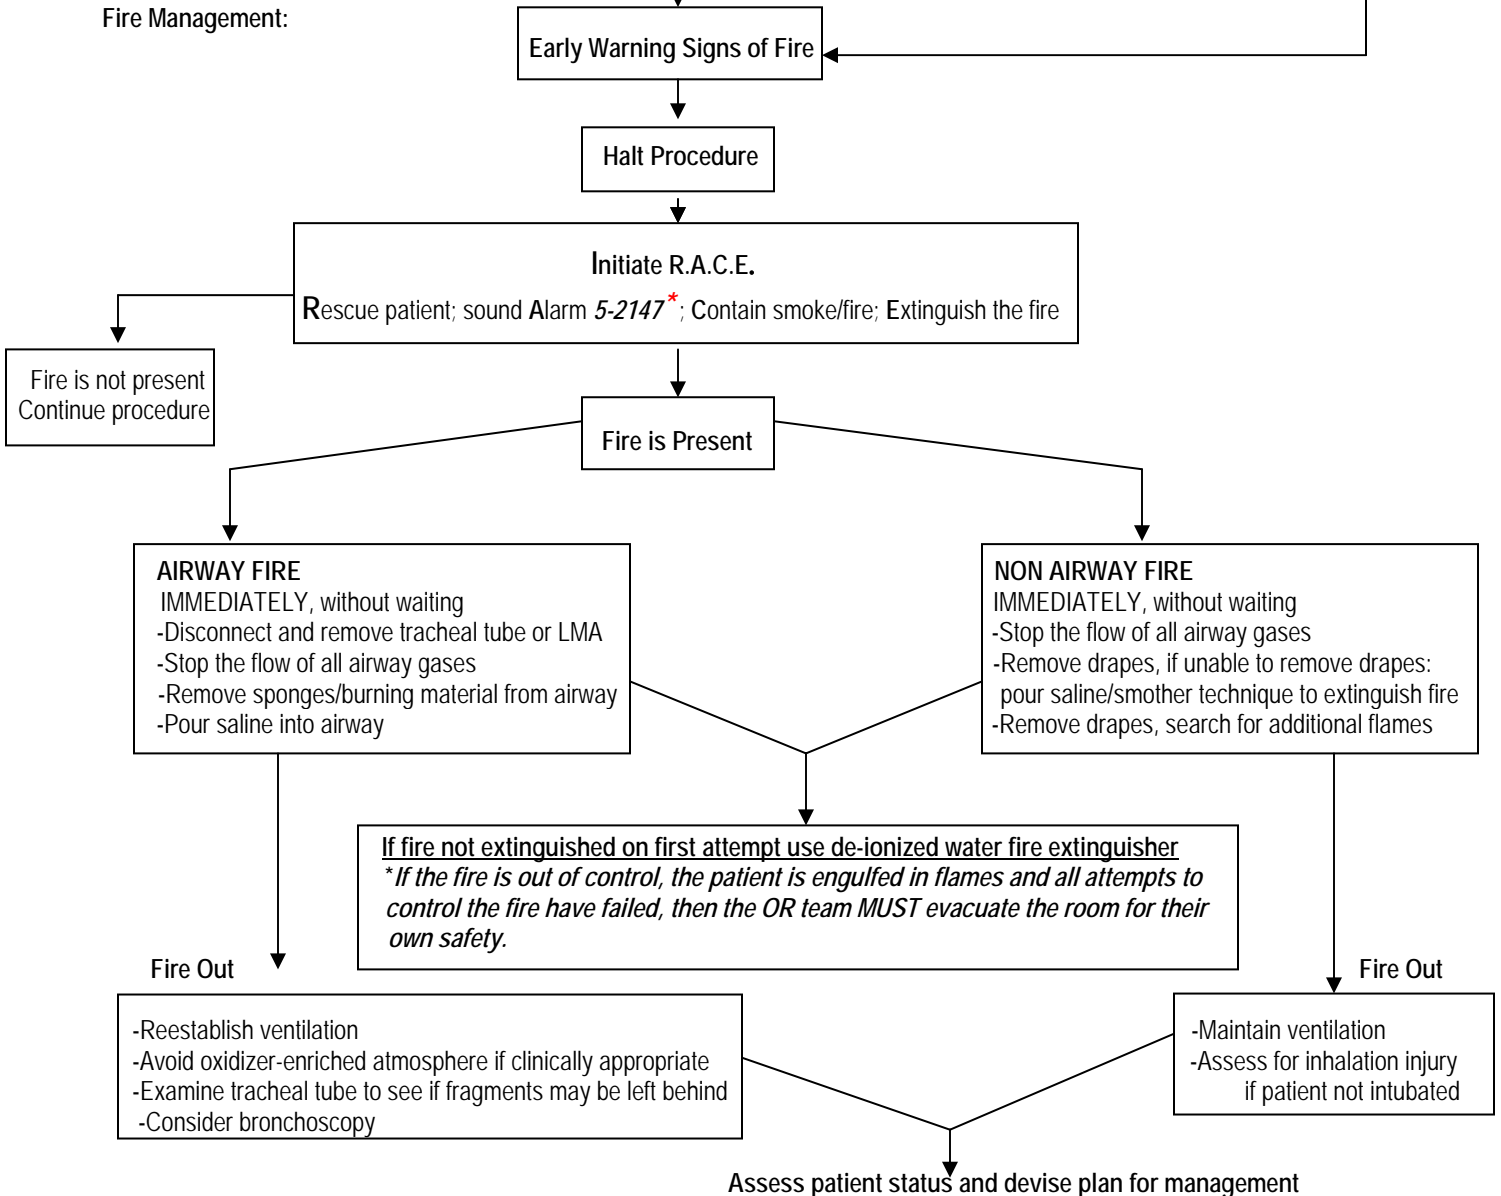 Fire Management:
Early Warning Signs of Fire
Halt Procedure
Initiate R.A.C.E.
Rescue patient; sound Alarm 5-2147*; Contain smoke/fire; Extinguish the fire
Fire is not present
Continue procedure
Fire is Present
AIRWAY FIRE
IMMEDIATELY, without waiting
-Disconnect and remove tracheal tube or LMA
-Stop the flow of all airway gases
-Remove sponges/burning material from airway
-Pour saline into airway
NON AIRWAY FIRE
IMMEDIATELY, without waiting
-Stop the flow of all airway gases
-Remove drapes, if unable to remove drapes:
pour saline/smother technique to extinguish fire
-Remove drapes, search for additional flames
If fire not extinguished on first attempt use de-ionized water fire extinguisher
*If the fire is out of control, the patient is engulfed in flames and all attempts to
control the fire have failed, then the OR team MUST evacuate the room for their
own safety.
Fire Out
-Reestablish ventilation
-Avoid oxidizer-enriched atmosphere if clinically appropriate
-Examine tracheal tube to see if fragments may be left behind
-Consider bronchoscopy
Fire Out
-Maintain ventilation
-Assess for inhalation injury
if patient not intubated
Assess patient status and devise plan for management